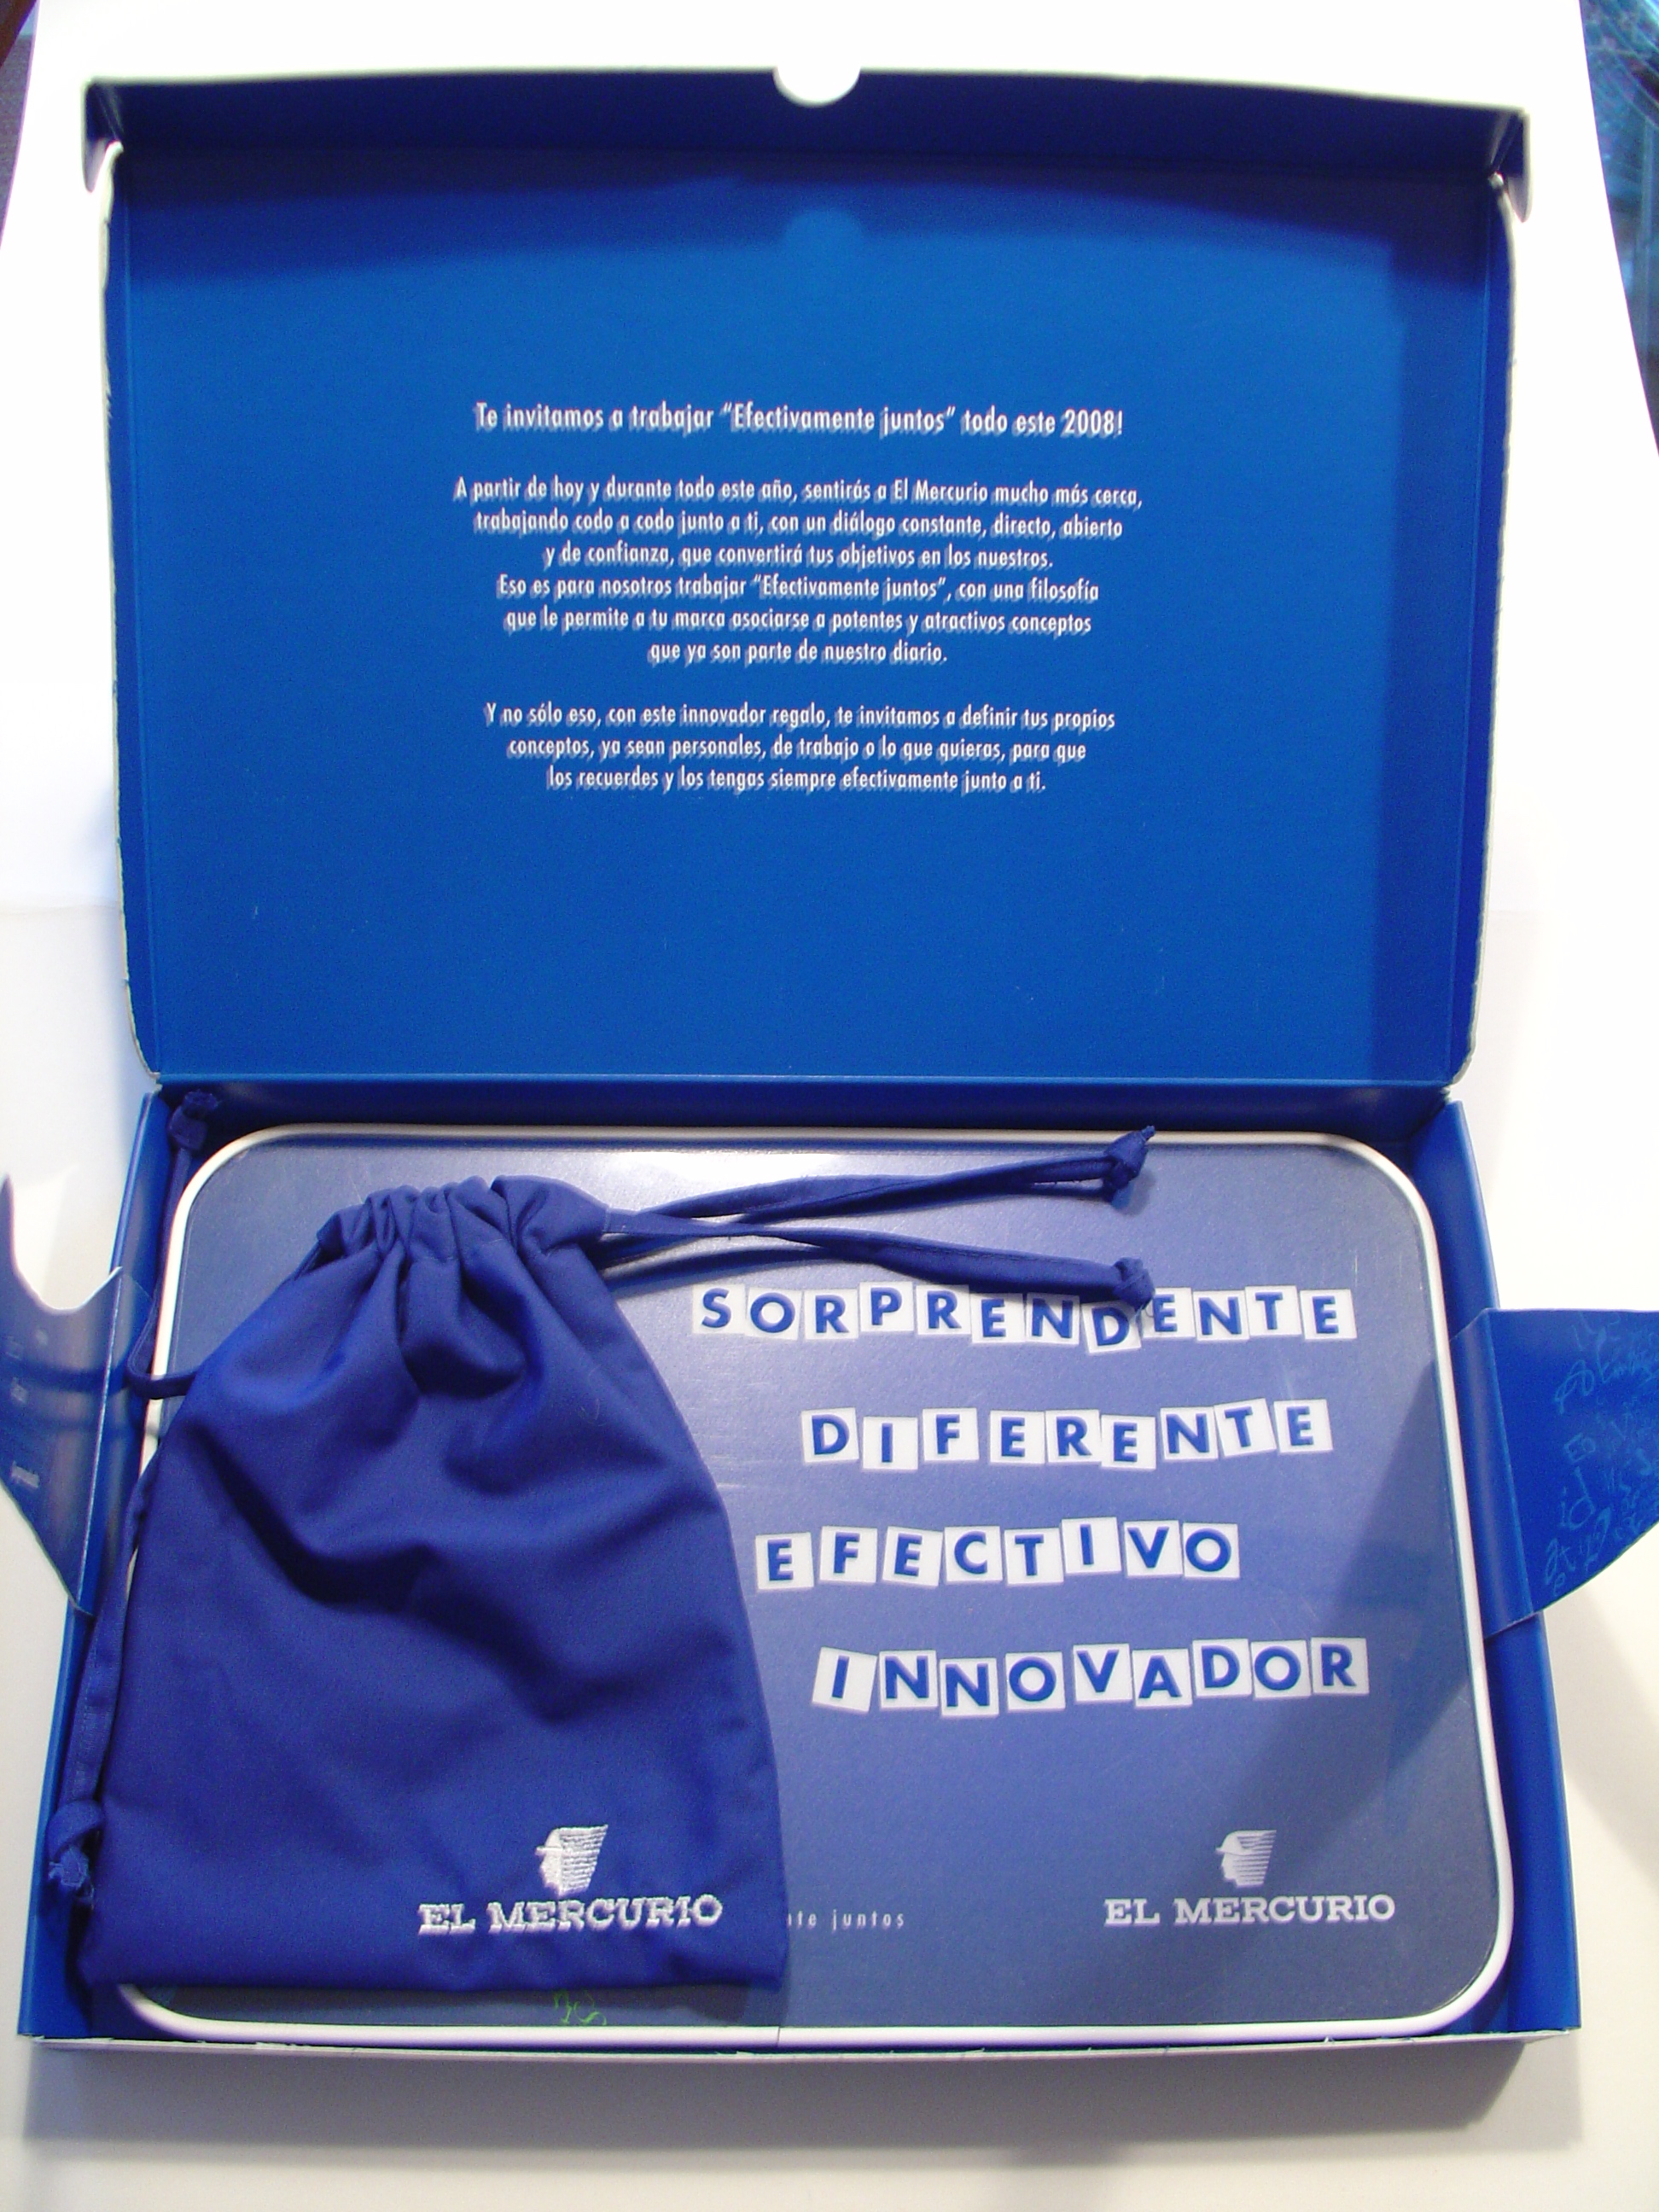 Te invitamos a trabajar "Efectivamente juntos" todo este 2008!
A partir de hoy y durante todo este año, sentirás a El Mercurio mucho más cerca,
trabajando codo a codo junto a ti, con un diálogo constante, directo, abierto
y de confianza, que convertirá tus objetivos en los nuestros.
Eso es para nosotros trabajar "Efectivamente juntos", con una filosofía
que le permite a tu marca asociarse a potentes y atractivos conceptos
que ya son parte de nuestro diario.
Y no sólo eso, con este innovador regalo, te invitamos a definir tus propios
conceptos, ya sean personales, de trabajo o lo que quieras, para que
los recuerdes y los tengas siempre efectivamente junto a ti.
SORPRENDENTE
DIFERENTE
EFECTIVO
INNOVADOR
EL MERCURIO
juntos
EL MERCURIO